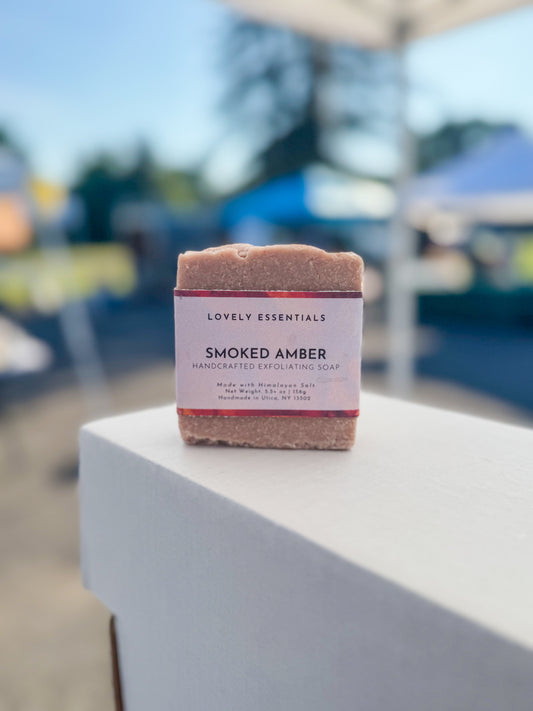 LOVELY ESSENTIALS
SMOKED AMBER
HANDCRAFTED EXFOLIATING SOAP
Made with Himalayan Salt
Net Weight. 5.5+ oz / 156g
Handmade in Utica, NY 13502